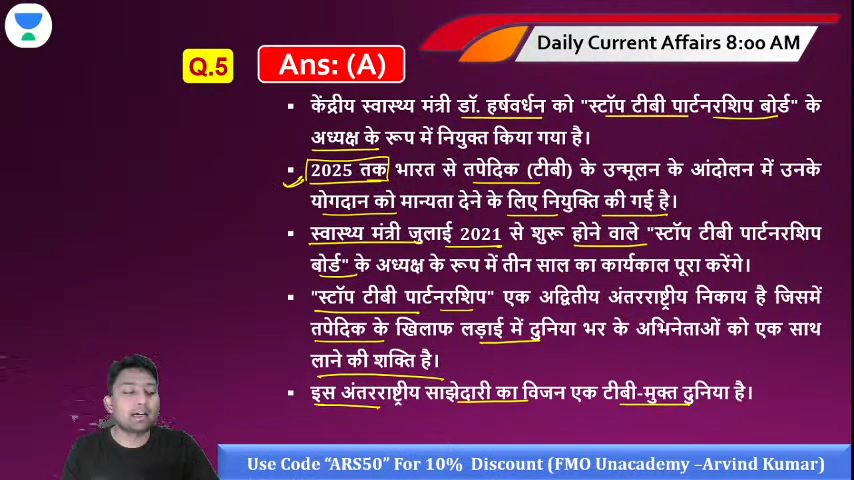 Daily Current Affairs 8:00 AM
Q.5
Ans: (A)
▪ केंद्रीय स्वास्थ्य मंत्री डॉ. हर्षवर्धन को "स्टॉप टीबी पार्टनरशिप बोर्ड" के
अध्यक्ष के रूप में नियुक्त किया गया है।
▪ 2025 तक भारत से तपेदिक (टीबी) के उन्मूलन के आंदोलन में उनके
योगदान को मान्यता देने के लिए नियुक्ति की गई है।
▪ स्वास्थ्य मंत्री जुलाई 2021 से शुरू होने वाले "स्टॉप टीबी पार्टनरशिप
बोर्ड" के अध्यक्ष के रूप में तीन साल का कार्यकाल पूरा करेंगे।
▪ "स्टॉप टीबी पार्टनरशिप" एक अद्वितीय अंतरराष्ट्रीय निकाय है जिसमें
तपेदिक के खिलाफ लड़ाई में दुनिया भर के अभिनेताओं को एक साथ
लाने की शक्ति है।
▪ इस अंतरराष्ट्रीय साझेदारी का विजन एक टीबी-मुक्त दुनिया है।
Use Code “ARS50” For 10% Discount (FMO Unacademy –Arvind Kumar)